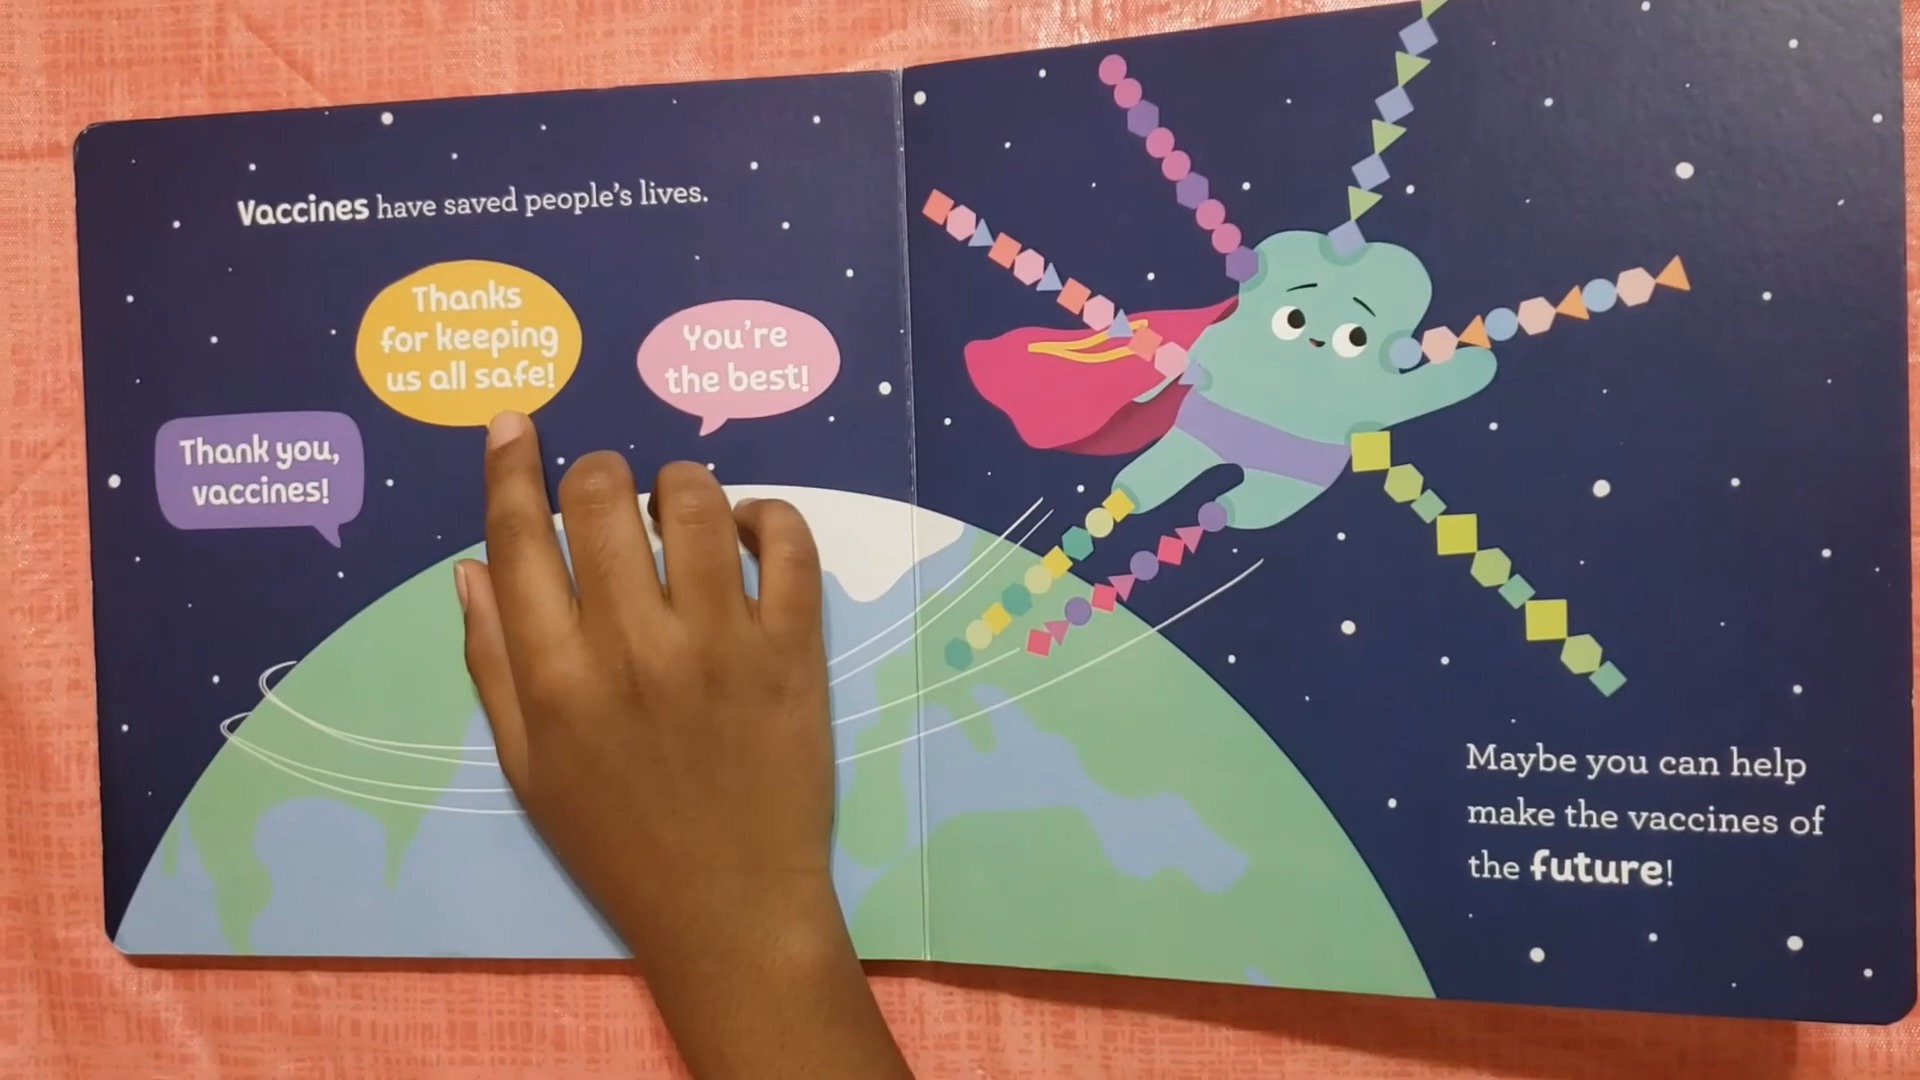 Vaccines have saved people's lives.
Thanks
for keeping
us all safe!
You're
the best!
Thank you,
vaccines!
Maybe you can help
make the vaccines of
the future!